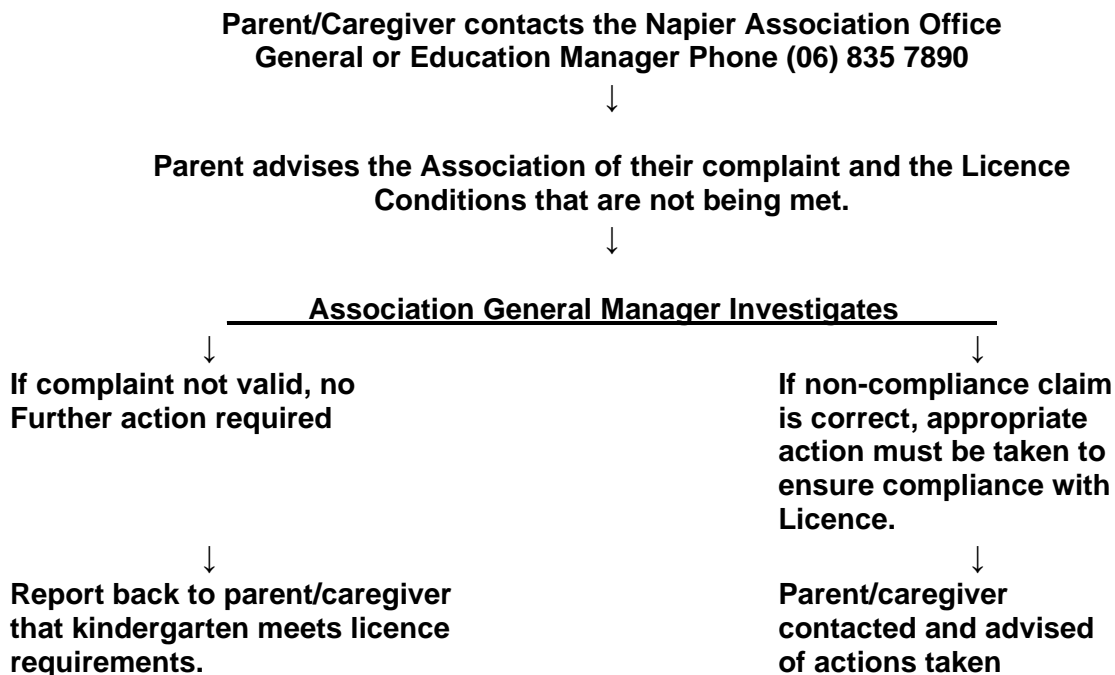 Parent/Caregiver contacts the Napier Association Office
General or Education Manager Phone (06) 835 7890
↓
Parent advises the Association of their complaint and the Licence
Conditions that are not being met.
↓
Association General Manager Investigates
↓ ↓
If complaint not valid, no
Further action required
If non-compliance claim
is correct, appropriate
action must be taken to
ensure compliance with
Licence.
↓ ↓
Report back to parent/caregiver
that kindergarten meets licence
requirements.
Parent/caregiver
contacted and advised
of actions taken